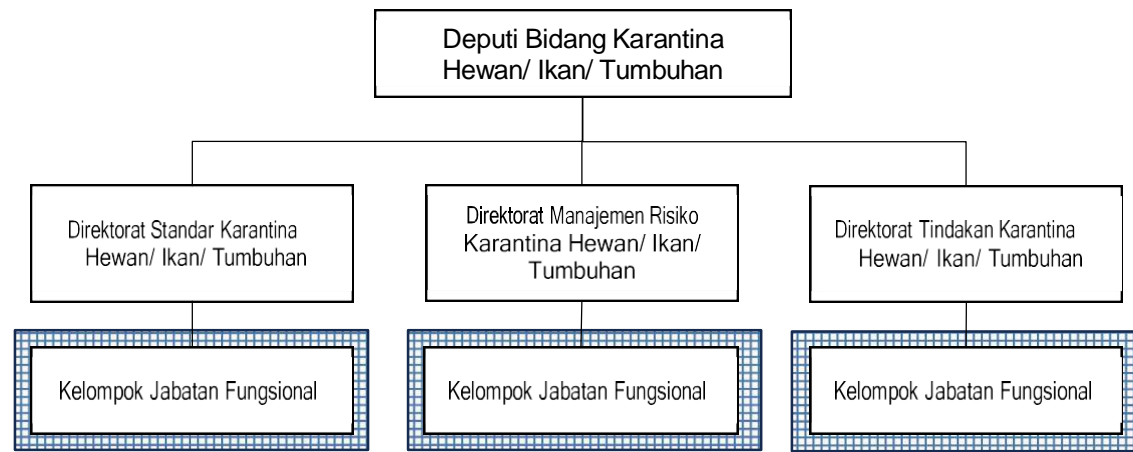 Deputi Bidang Karantina
Hewan/ Ikan/ Tumbuhan
Direktorat Standar Karantina
Hewan/ Ikan/ Tumbuhan
Direktorat Manajemen Risiko
Karantina Hewan/ Ikan/
Tumbuhan
Direktorat Tindakan Karantina
Hewan/ Ikan/ Tumbuhan
Kelompok Jabatan Fungsional
Kelompok Jabatan Fungsional
Kelompok Jabatan Fungsional